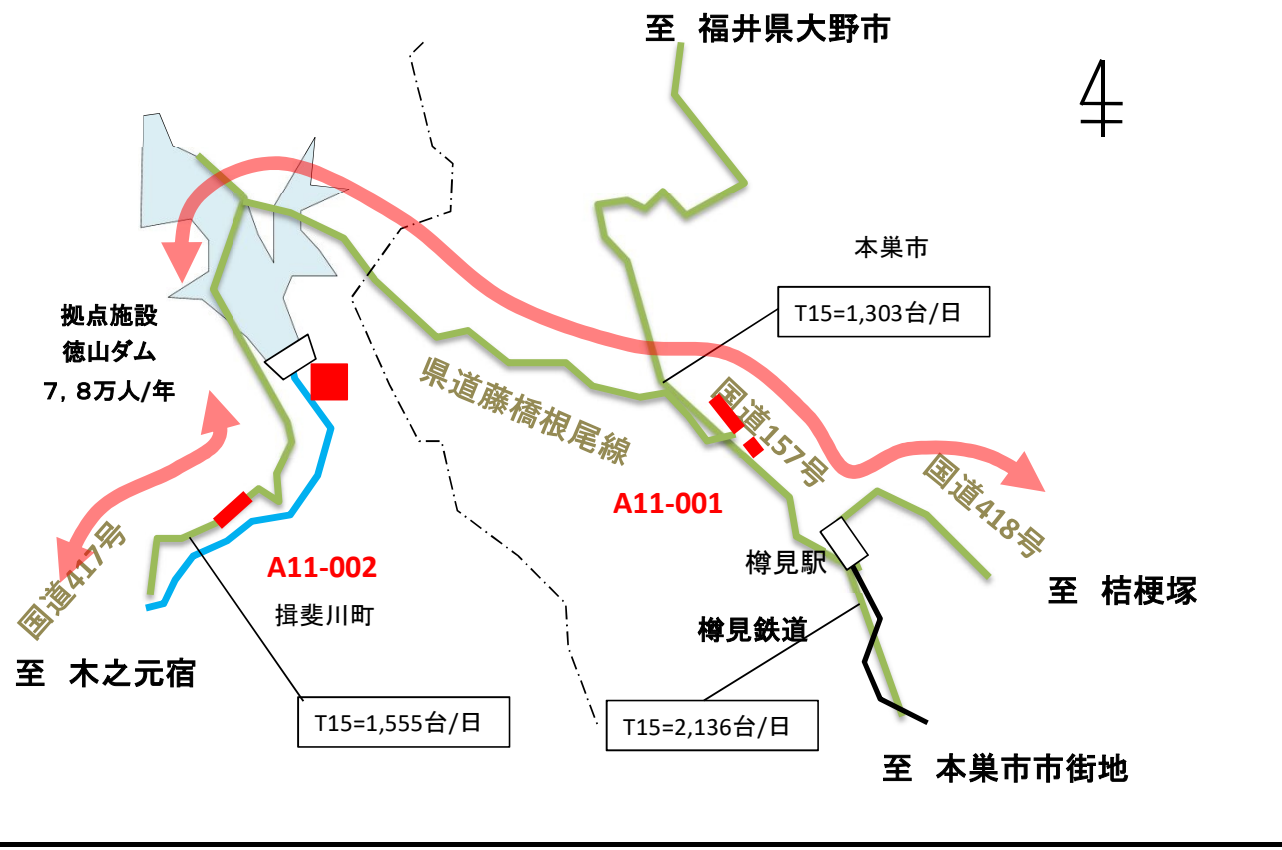 至　福井県大野市
本巣市
T15=1,303台/日
拠点施設
徳山ダム
7，8万人/年
県道藤橋根尾線
国道157号
国道418号
A11-001
国道417号
A11-002
樽見駅
揖斐川町
至　桔梗塚
樽見鉄道
至　木之元宿
T15=1,555台/日
T15=2,136台/日
至　本巣市市街地